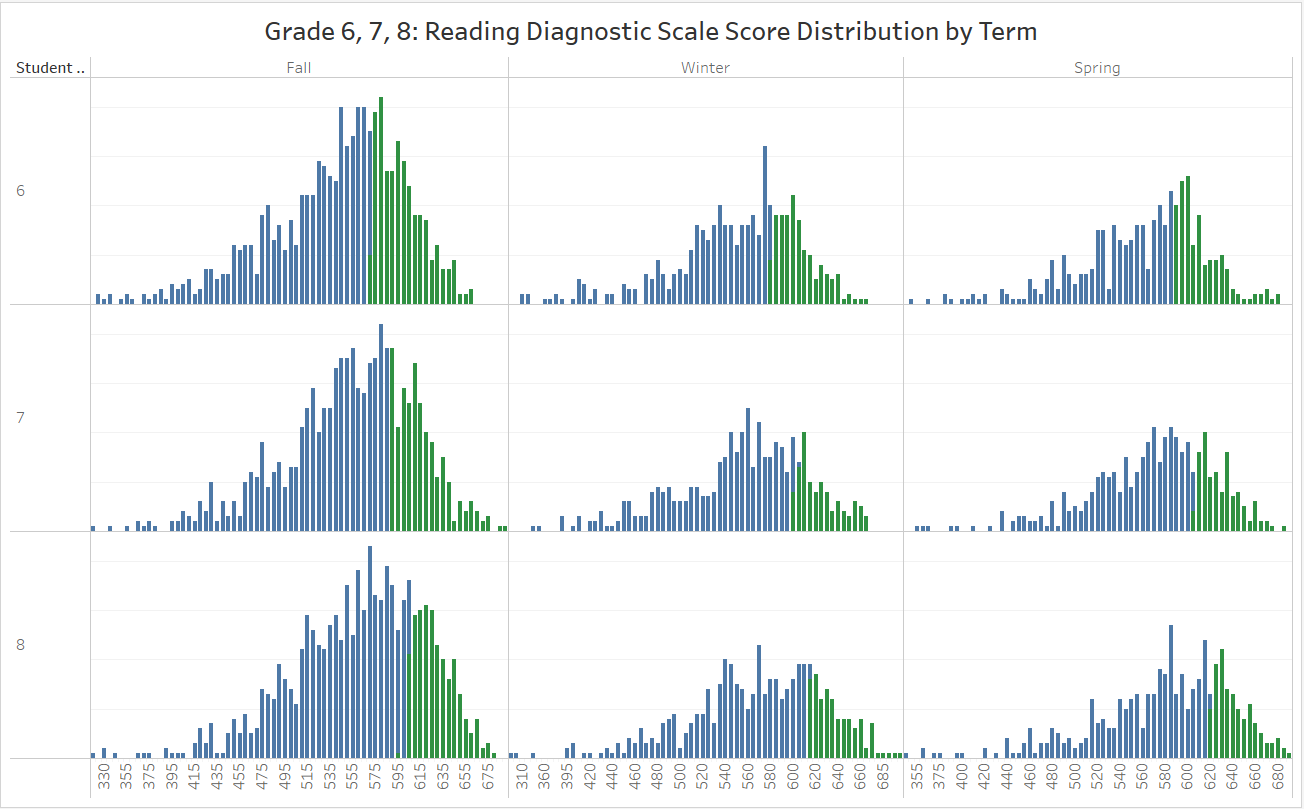 Grade 6, 7, 8: Reading Diagnostic Scale Score Distribution by Term
Student .. Fall Winter Spring
6
7
8
330 355 375 395 415 435 455 475 495 515 535 555 575 595 615 635 655 675 310 360 395 420 440 460 480 500 520 540 560 580 600 620 640 660 685 355 375 400 420 440 460 480 500 520 540 560 580 600 620 640 660 680